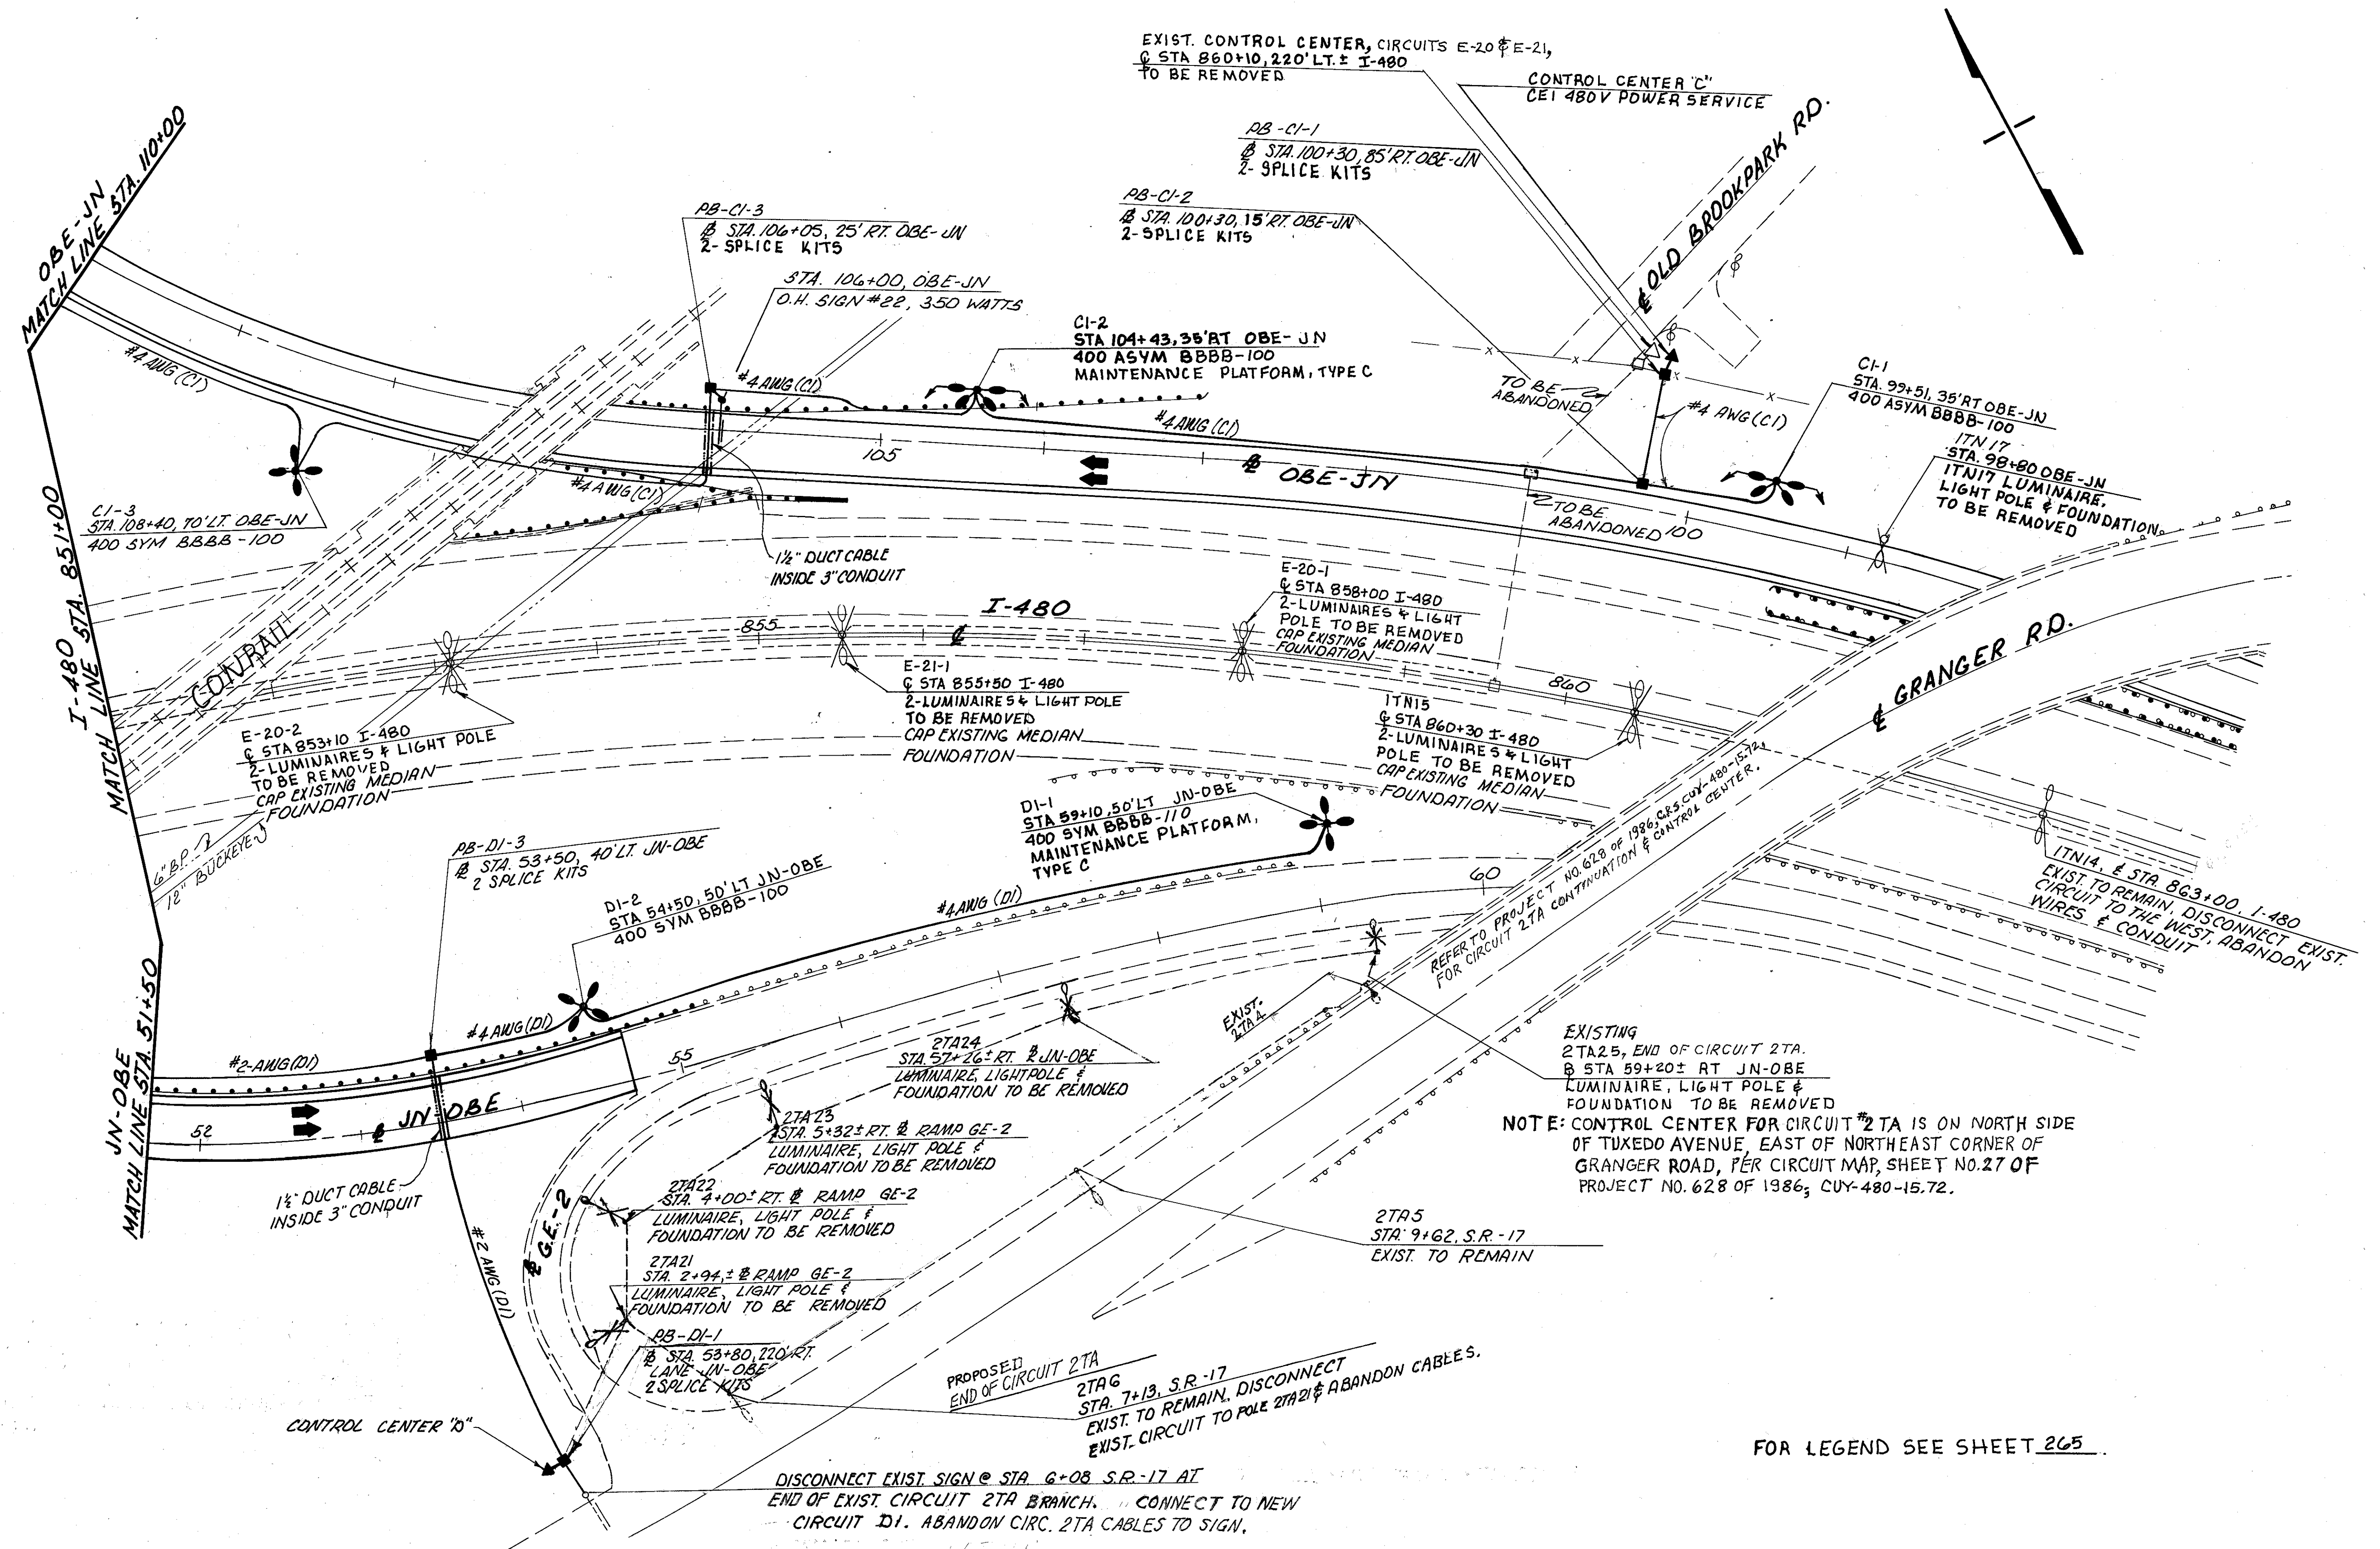 EXIST. CONTROL CENTER, CIRCUITS E-20 & E-21,
℄ STA 860+10, 220' LT. ± I-480
TO BE REMOVED
CONTROL CENTER "C"
CEI 480V POWER SERVICE
PB-C1-1
℄ STA. 100+30, 85' RT. OBE-JN
2- SPLICE KITS
PB-C1-2
℄ STA. 100+30, 15' RT. OBE-JN
2-SPLICE KITS
PB-C1-3
℄ STA. 106+05, 25' RT. OBE-JN
2- SPLICE KITS
STA. 106+00, OBE-JN
O.H. SIGN #22, 350 WATTS
C1-2
STA 104+43, 35' RT OBE-JN
400 ASYM BBBB-100
MAINTENANCE PLATFORM, TYPE C
℄ OLD BROOKPARK RD.
OBE-JN
MATCH LINE STA. 110+00
#4 AWG (C1)
#4 AWG (C1)
#4 AWG (C1)
#4 AWG (C1)
#4 AWG (C1)
TO BE
ABANDONED
C1-1
STA. 99+51, 35' RT OBE-JN
400 ASYM BBBB-100
ITN 17
STA. 98+80 OBE-JN
ITN17 LUMINAIRE,
LIGHT POLE & FOUNDATION
TO BE REMOVED
105
℄ OBE-JN
TO BE
ABANDONED
100
C1-3
STA. 108+40, 70' LT. OBE-JN
400 SYM BBBB-100
1½" DUCT CABLE
INSIDE 3" CONDUIT
I-480
MATCH LINE STA. 851+00
CONRAIL
855
I-480
℄
860
E-20-1
℄ STA 858+00 I-480
2-LUMINAIRES & LIGHT
POLE TO BE REMOVED
CAP EXISTING MEDIAN
FOUNDATION
E-21-1
℄ STA 855+50 I-480
2-LUMINAIRES & LIGHT POLE
TO BE REMOVED
CAP EXISTING MEDIAN
FOUNDATION
E-20-2
℄ STA 853+10 I-480
2-LUMINAIRES & LIGHT POLE
TO BE REMOVED
CAP EXISTING MEDIAN
FOUNDATION
1TN15
℄ STA 860+30 I-480
2-LUMINAIRES & LIGHT
POLE TO BE REMOVED
CAP EXISTING MEDIAN
FOUNDATION
℄ GRANGER RD.
6" B.P.
12" BUCKEYE
D1-1
STA 59+10, 50' LT JN-OBE
400 SYM BBBB-110
MAINTENANCE PLATFORM,
TYPE C
PB-D1-3
℄ STA. 53+50, 40' LT. JN-OBE
2 SPLICE KITS
D1-2
STA 54+50, 50' LT JN-OBE
400 SYM BBBB-100
#4 AWG (D1)
#4 AWG (D1)
60
REFER TO PROJECT NO. 628 OF 1986, C.R.S. CUY-480-15.72,
FOR CIRCUIT 2TA CONTINUATION & CONTROL CENTER.
1TN14, ℄ STA. 863+00, I-480
EXIST. TO REMAIN, DISCONNECT EXIST.
CIRCUIT TO THE WEST, ABANDON
WIRES & CONDUIT
JN-OBE
MATCH LINE STA. 51+50
#2-AWG (D1)
52
℄ JN-OBE
55
EXIST.
2TA4
2TA24
STA. 57+26± RT. ℄ JN-OBE
LUMINAIRE, LIGHTPOLE &
FOUNDATION TO BE REMOVED
EXISTING
2TA25, END OF CIRCUIT 2TA.
℄ STA 59+20± RT JN-OBE
LUMINAIRE, LIGHT POLE &
FOUNDATION TO BE REMOVED
NOTE: CONTROL CENTER FOR CIRCUIT #2 TA IS ON NORTH SIDE
OF TUXEDO AVENUE, EAST OF NORTHEAST CORNER OF
GRANGER ROAD, PER CIRCUIT MAP, SHEET NO. 27 OF
PROJECT NO. 628 OF 1986, CUY-480-15.72.
2TA23
STA. 5+32± RT. ℄ RAMP GE-2
LUMINAIRE, LIGHT POLE &
FOUNDATION TO BE REMOVED
1½" DUCT CABLE
INSIDE 3" CONDUIT
#2 AWG (D1)
℄ G.E.-2
2TA22
STA. 4+00± RT. ℄ RAMP GE-2
LUMINAIRE, LIGHT POLE &
FOUNDATION TO BE REMOVED
2TA21
STA. 2+94,± ℄ RAMP GE-2
LUMINAIRE, LIGHT POLE &
FOUNDATION TO BE REMOVED
2TA5
STA. 9+62, S.R.-17
EXIST. TO REMAIN
PB-D1-1
℄ STA. 53+80, 220' RT.
LANE JN-OBE
2 SPLICE KITS
PROPOSED
END OF CIRCUIT 2TA
2TA6
STA. 7+13, S.R.-17
EXIST. TO REMAIN, DISCONNECT
EXIST. CIRCUIT TO POLE 2TA21 & ABANDON CABLES.
CONTROL CENTER "D"
DISCONNECT EXIST. SIGN @ STA. 6+08 S.R.-17 AT
END OF EXIST. CIRCUIT 2TA BRANCH. CONNECT TO NEW
CIRCUIT D1. ABANDON CIRC. 2TA CABLES TO SIGN.
FOR LEGEND SEE SHEET 265.